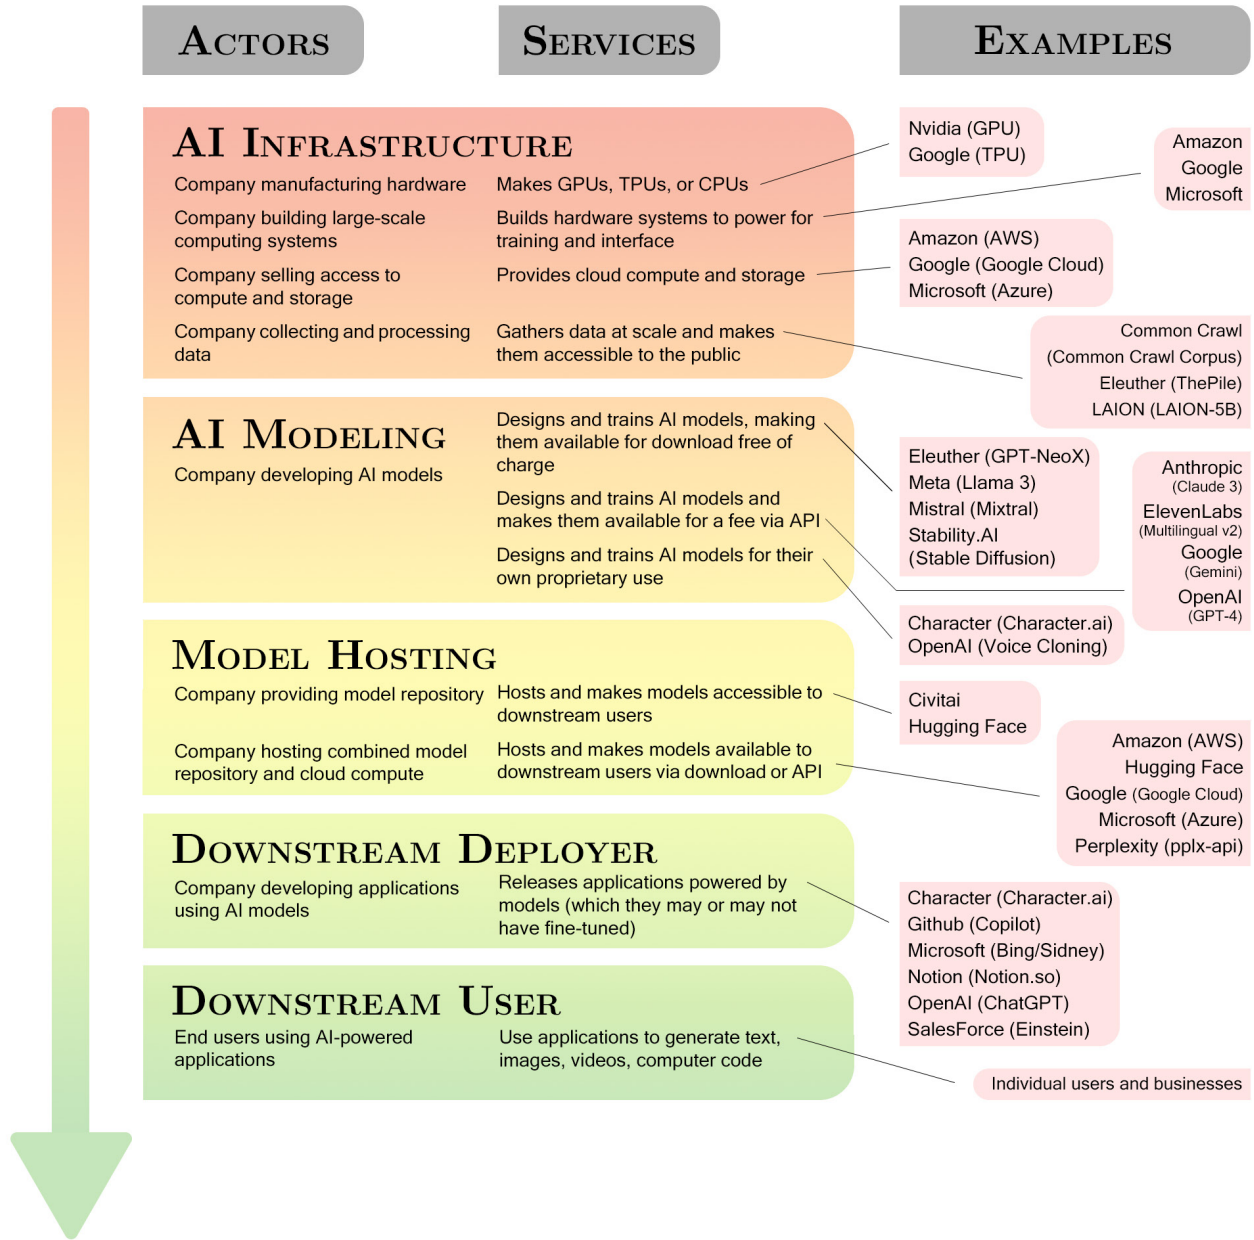 ACTORS
SERVICES
EXAMPLES
AI INFRASTRUCTURE
Company manufacturing hardware
Makes GPUs, TPUs, or CPUs
Nvidia (GPU)
Google (TPU)
Company building large-scale
computing systems
Builds hardware systems to power for
training and interface
Amazon
Google
Microsoft
Company selling access to
compute and storage
Provides cloud compute and storage
Amazon (AWS)
Google (Google Cloud)
Microsoft (Azure)
Company collecting and processing
data
Gathers data at scale and makes
them accessible to the public
Common Crawl
(Common Crawl Corpus)
Eleuther (ThePile)
LAION (LAION-5B)
AI MODELING
Company developing AI models
Designs and trains AI models, making
them available for download free of
charge
Eleuther (GPT-NeoX)
Meta (Llama 3)
Mistral (Mixtral)
Stability.AI
(Stable Diffusion)
Designs and trains AI models and
makes them available for a fee via API
Anthropic
(Claude 3)
ElevenLabs
(Multilingual v2)
Google
(Gemini)
OpenAI
(GPT-4)
Designs and trains AI models for their
own proprietary use
Character (Character.ai)
OpenAI (Voice Cloning)
MODEL HOSTING
Company providing model repository
Hosts and makes models accessible to
downstream users
Civitai
Hugging Face
Company hosting combined model
repository and cloud compute
Hosts and makes models available to
downstream users via download or API
Amazon (AWS)
Hugging Face
Google (Google Cloud)
Microsoft (Azure)
Perplexity (pplx-api)
DOWNSTREAM DEPLOYER
Company developing applications
using AI models
Releases applications powered by
models (which they may or may not
have fine-tuned)
Character (Character.ai)
Github (Copilot)
Microsoft (Bing/Sidney)
Notion (Notion.so)
OpenAI (ChatGPT)
SalesForce (Einstein)
DOWNSTREAM USER
End users using AI-powered
applications
Use applications to generate text,
images, videos, computer code
Individual users and businesses